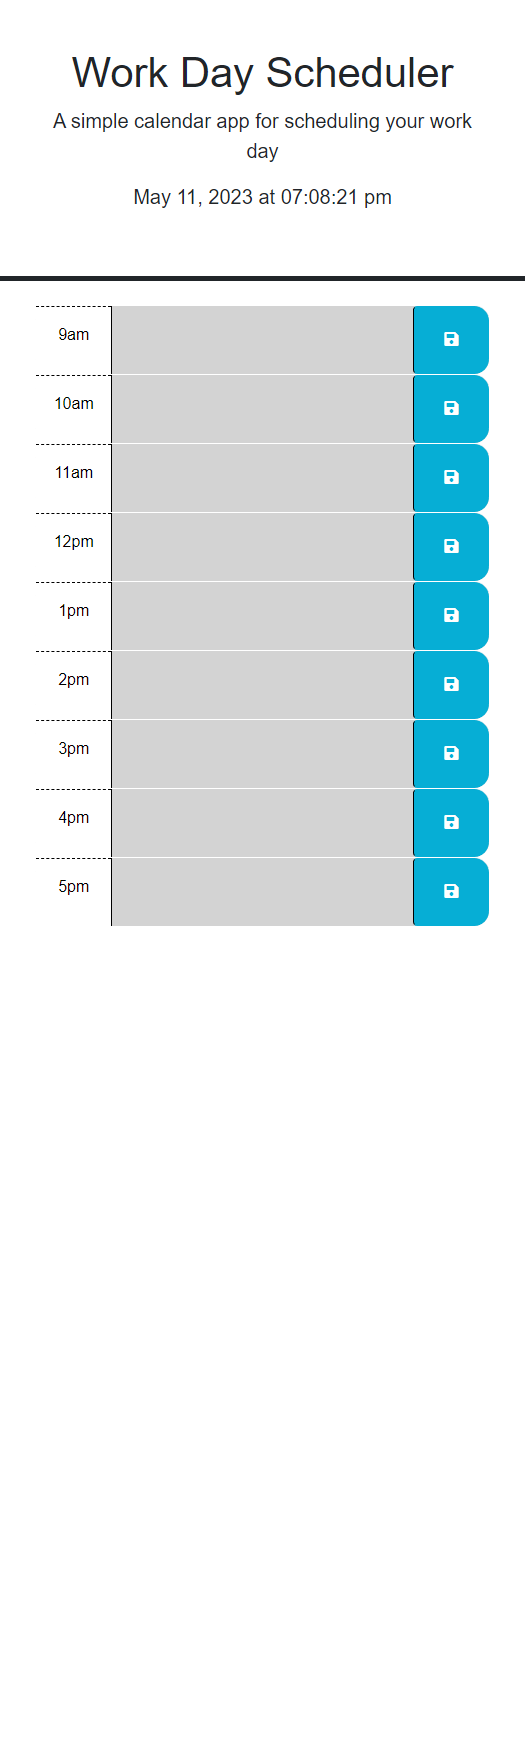 Work Day Scheduler
A simple calendar app for scheduling your work
day
May 11, 2023 at 07:08:21 pm
9am
10am
11am
12pm
1pm
2pm
3pm
4pm
5pm